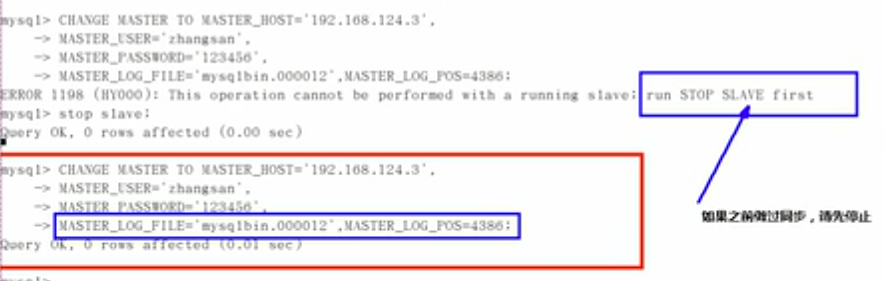 mysql> CHANGE MASTER TO MASTER_HOST='192.168.124.3',
-> MASTER_USER='zhangsan',
-> MASTER_PASSWORD='123456',
-> MASTER_LOG_FILE='mysqlbin.000012',MASTER_LOG_POS=4386;
ERROR 1198 (HY000): This operation cannot be performed with a running slave; run STOP SLAVE first
mysql> stop slave;
Query OK, 0 rows affected (0.00 sec)
mysql> CHANGE MASTER TO MASTER_HOST='192.168.124.3',
-> MASTER_USER='zhangsan',
-> MASTER_PASSWORD='123456',
-> MASTER_LOG_FILE='mysqlbin.000012',MASTER_LOG_POS=4386;
Query OK, 0 rows affected (0.01 sec)
如果之前做过同步，请先停止
mysql>